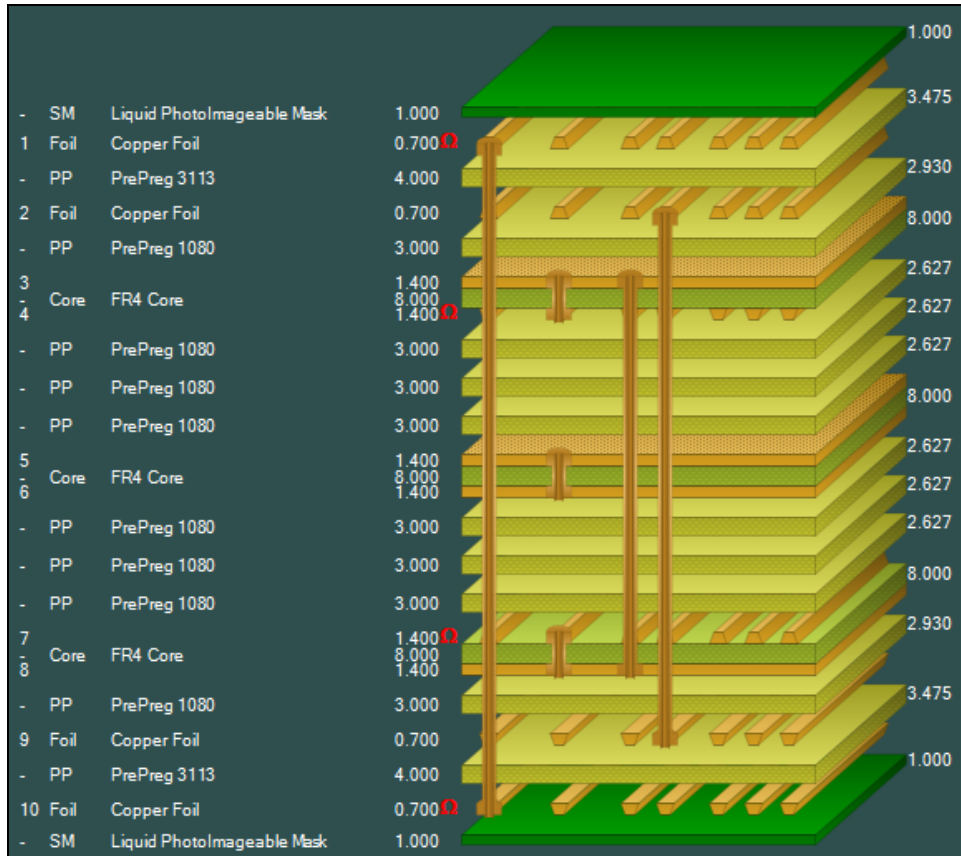 1.000
- SM Liquid PhotoImageable Mask 1.000
3.475
1 Foil Copper Foil 0.700 Ω
- PP PrePreg 3113 4.000
2.930
2 Foil Copper Foil 0.700
8.000
- PP PrePreg 1080 3.000
2.627
3 1.400
- Core FR4 Core 8.000
4 1.400 Ω
2.627
- PP PrePreg 1080 3.000
2.627
- PP PrePreg 1080 3.000
8.000
- PP PrePreg 1080 3.000
2.627
5 1.400
- Core FR4 Core 8.000
6 1.400
2.627
- PP PrePreg 1080 3.000
2.627
- PP PrePreg 1080 3.000
8.000
- PP PrePreg 1080 3.000
2.930
7 1.400 Ω
- Core FR4 Core 8.000
8 1.400
3.475
- PP PrePreg 1080 3.000
9 Foil Copper Foil 0.700
1.000
- PP PrePreg 3113 4.000
10 Foil Copper Foil 0.700 Ω
- SM Liquid PhotoImageable Mask 1.000